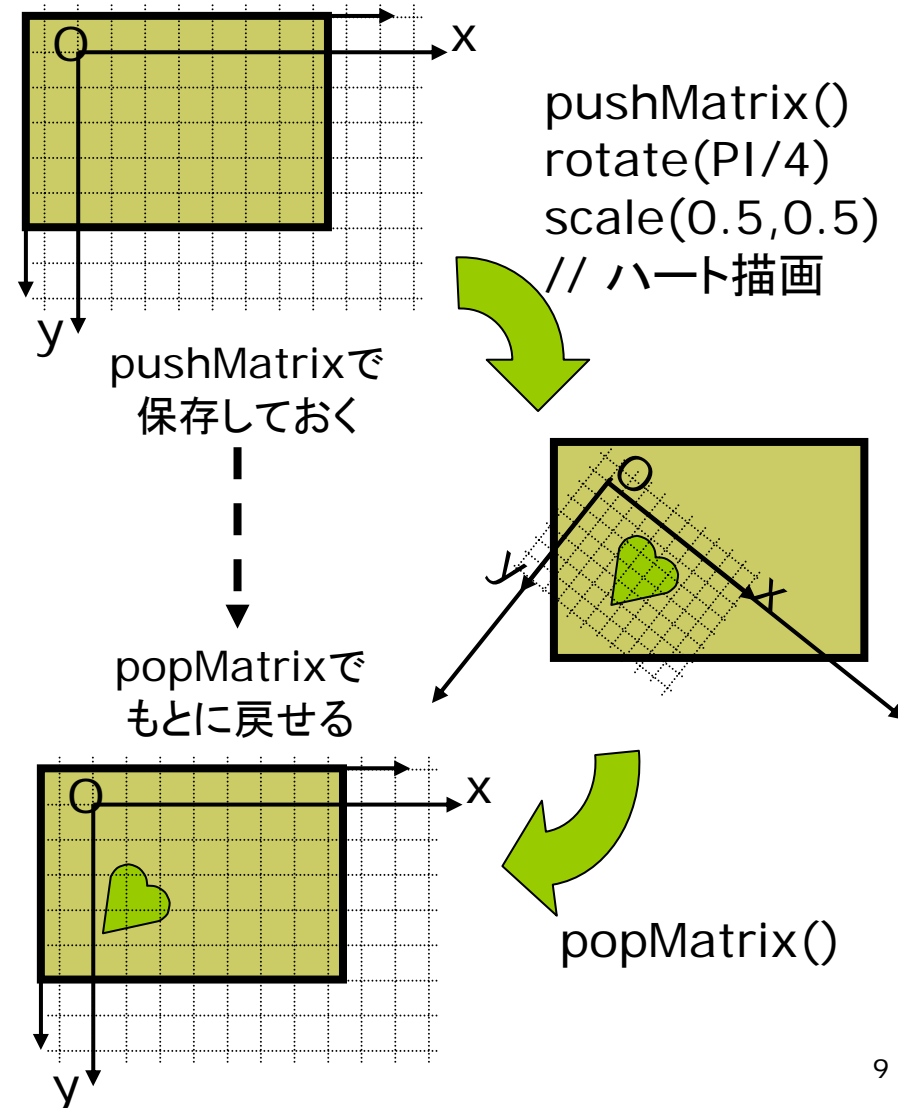 O
x
y
pushMatrix()
rotate(PI/4)
scale(0.5,0.5)
// ハート描画
pushMatrixで
保存しておく
O
y
x
popMatrixで
もとに戻せる
O
x
y
popMatrix()
9